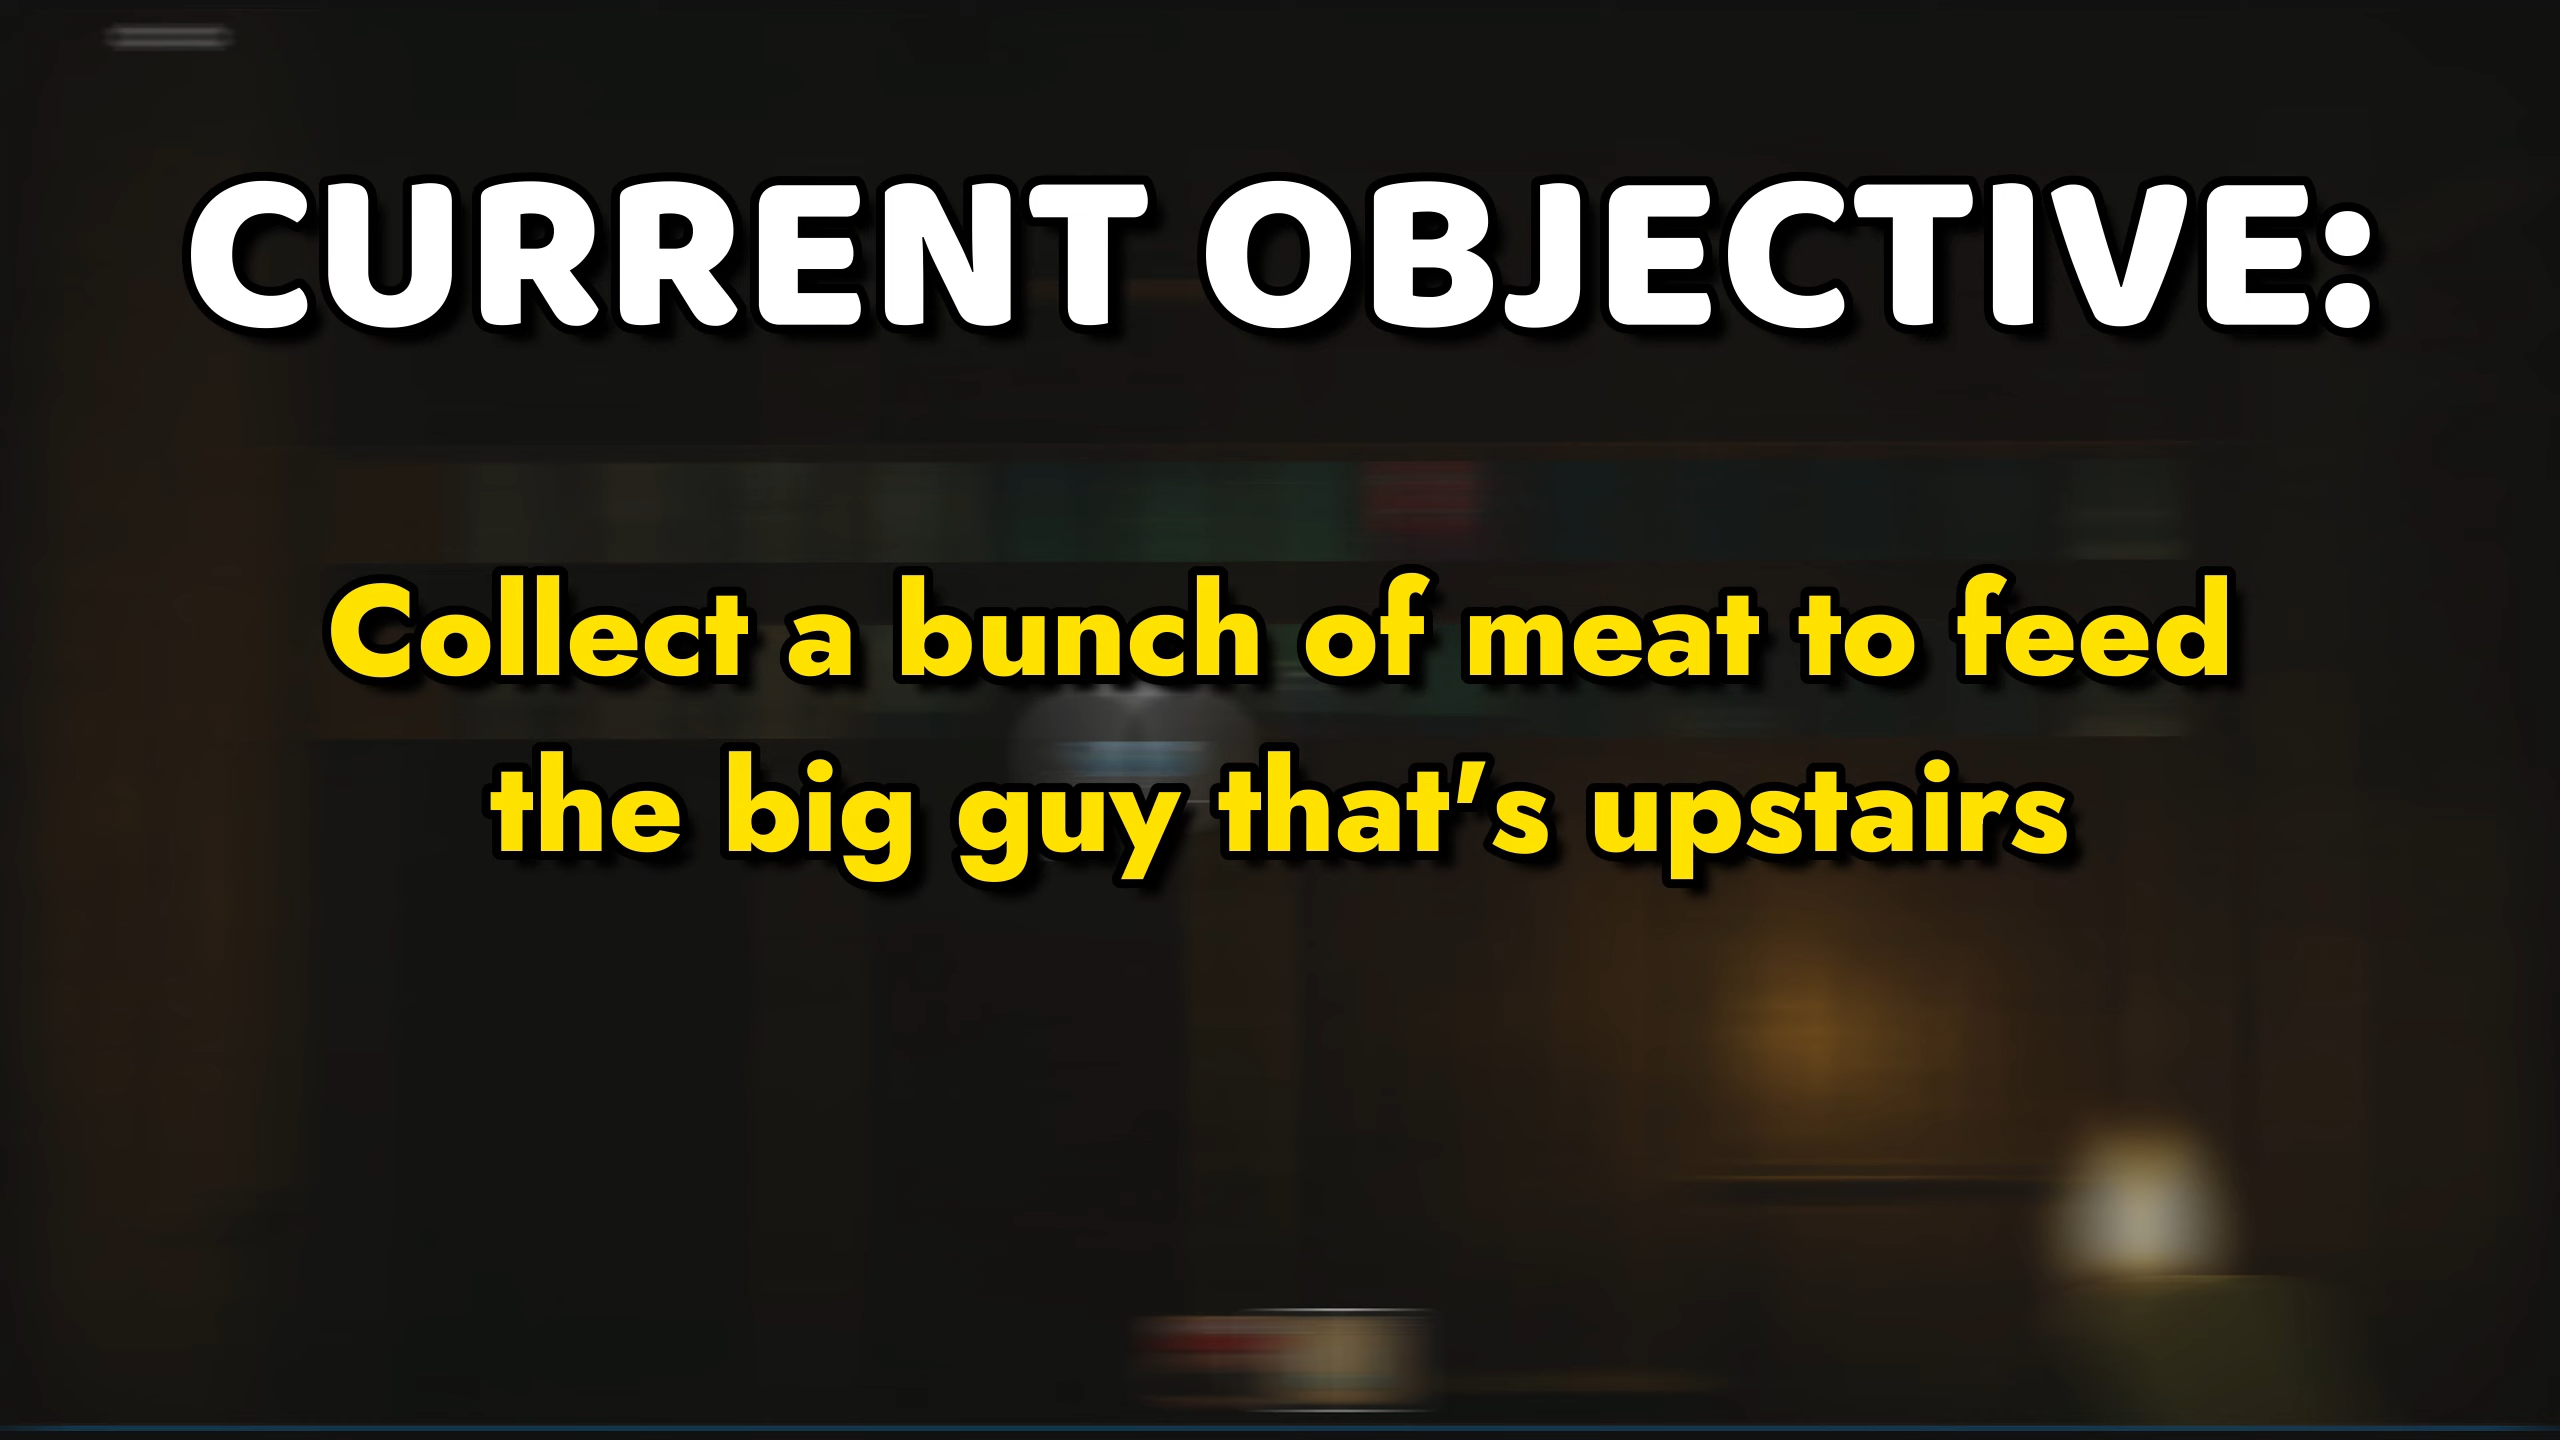 CURRENT OBJECTIVE:
Collect a bunch of meat to feed
the big guy that's upstairs